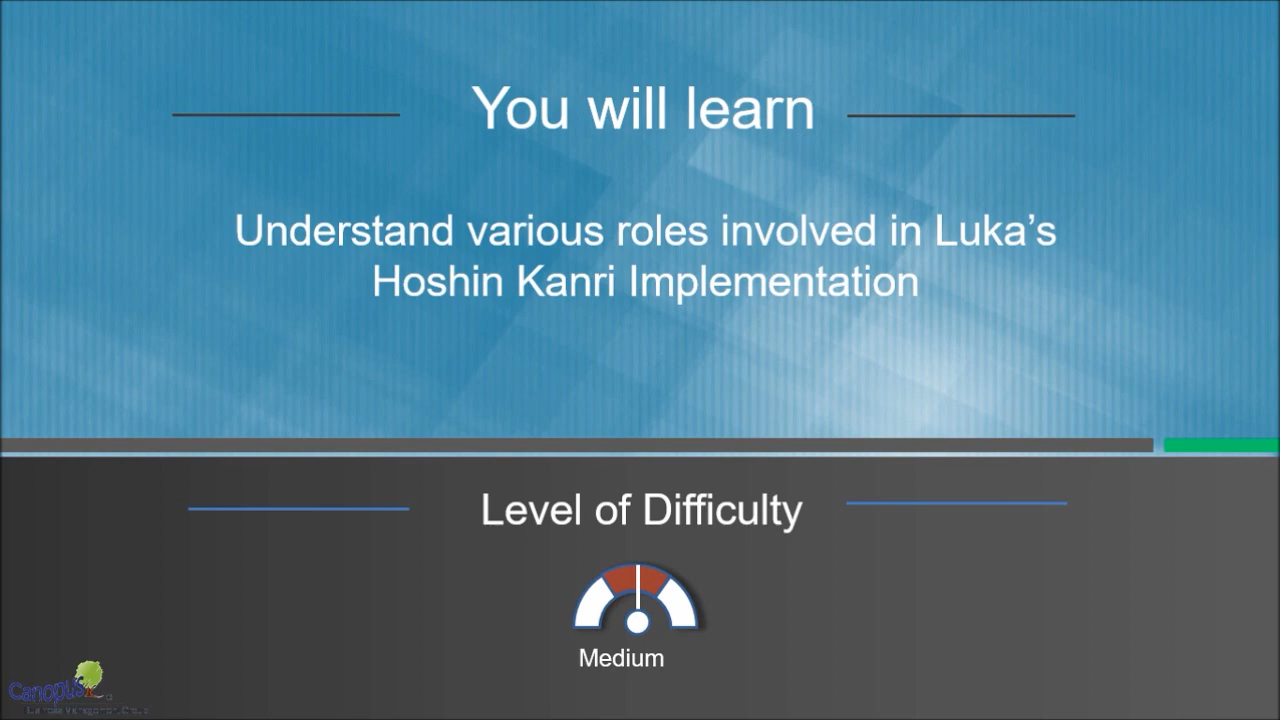 You will learn
Understand various roles involved in Luka’s
Hoshin Kanri Implementation
Level of Difficulty
Medium
Canopus